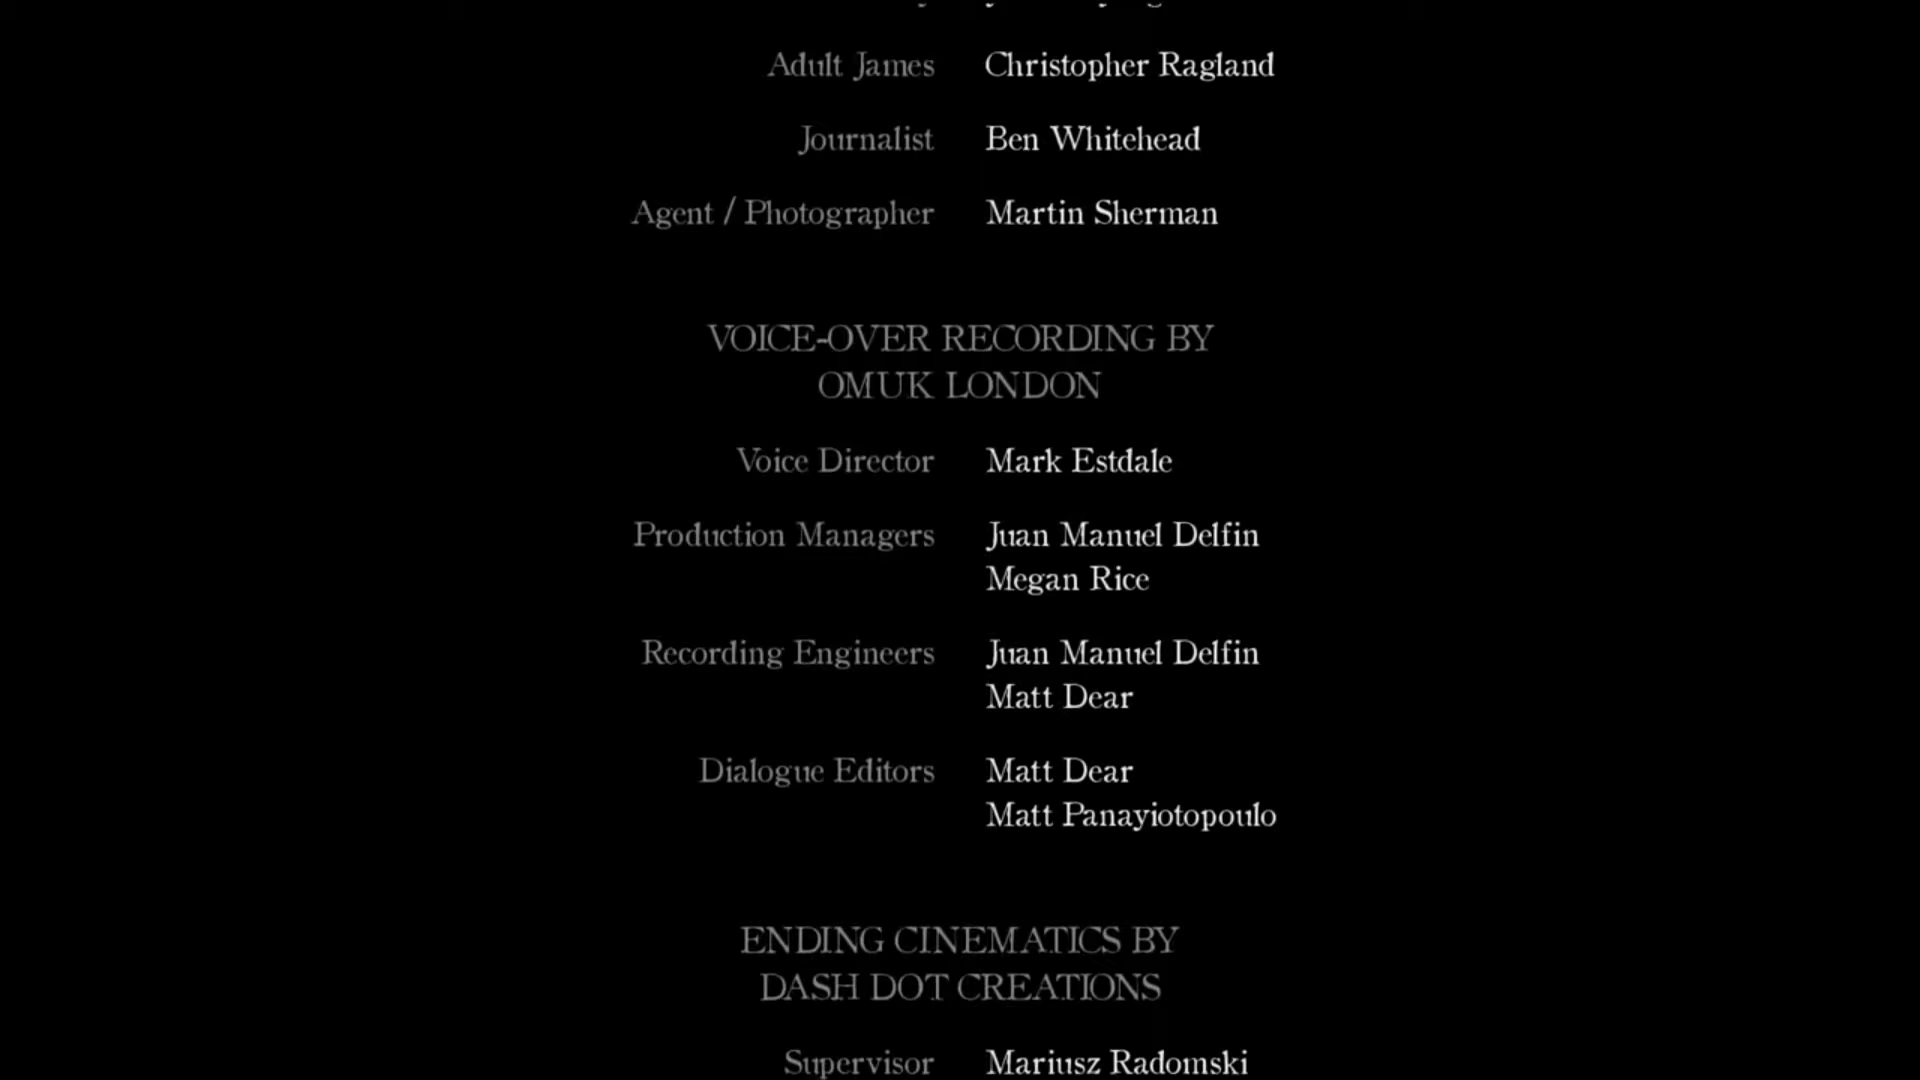 Adult James Christopher Ragland
Journalist Ben Whitehead
Agent / Photographer Martin Sherman
VOICE-OVER RECORDING BY
OMUK LONDON
Voice Director Mark Estdale
Production Managers Juan Manuel Delfin
Megan Rice
Recording Engineers Juan Manuel Delfin
Matt Dear
Dialogue Editors Matt Dear
Matt Panayiotopoulo
ENDING CINEMATICS BY
DASH DOT CREATIONS
Supervisor Mariusz Radomski